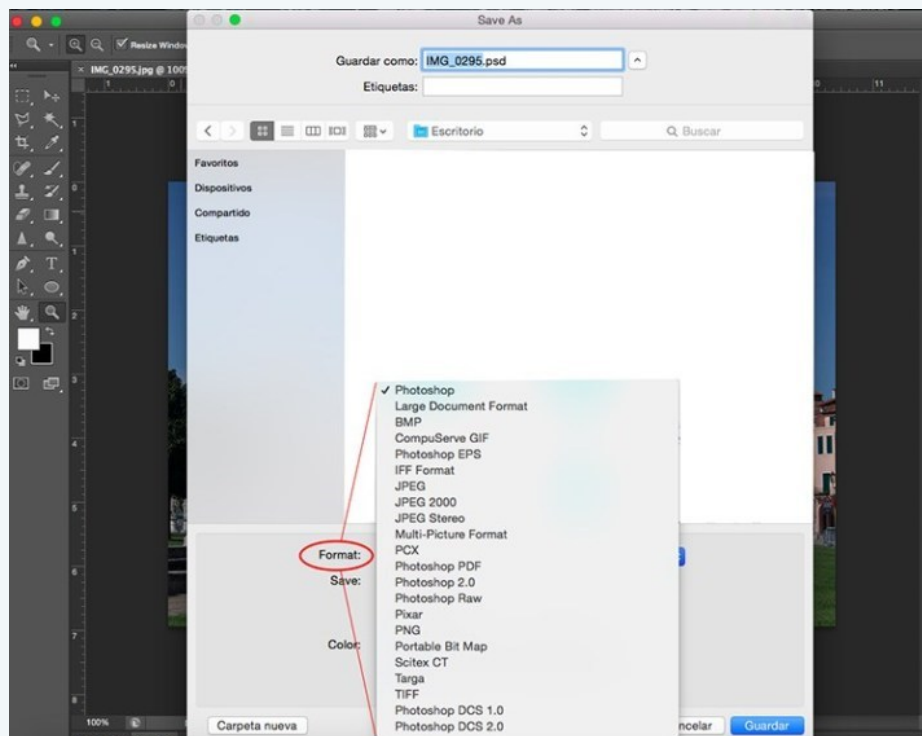 Save As
Resize Window
Guardar como: IMG_0295.psd
Etiquetas:
IMG_0295.jpg @ 100%
Escritorio
Buscar
Favoritos
Dispositivos
Compartido
Etiquetas
Photoshop
Large Document Format
BMP
CompuServe GIF
Photoshop EPS
IFF Format
JPEG
JPEG 2000
JPEG Stereo
Multi-Picture Format
Format:
PCX
Photoshop PDF
Save:
Photoshop 2.0
Photoshop Raw
Pixar
PNG
Color:
Portable Bit Map
Scitex CT
Targa
TIFF
Photoshop DCS 1.0
Photoshop DCS 2.0
100%
Carpeta nueva
ncelar
Guardar